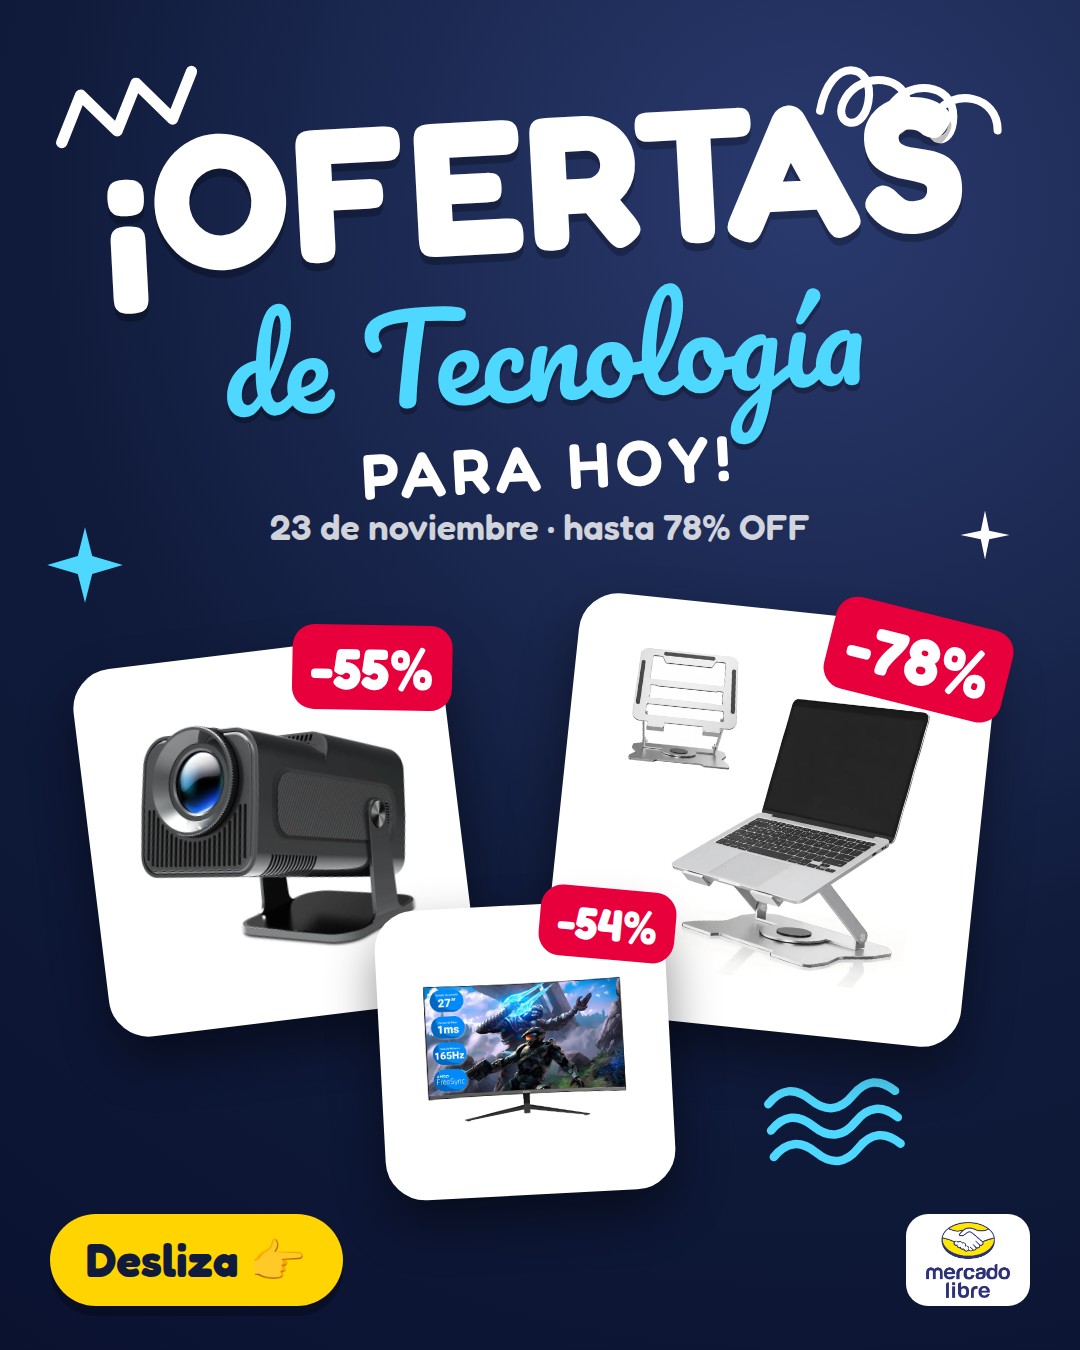 ¡OFERTAS
de Tecnología
PARA HOY!
23 de noviembre · hasta 78% OFF
-55%
-78%
-54%
27"
1ms
165Hz
FreeSync
Desliza 👉
mercado
libre